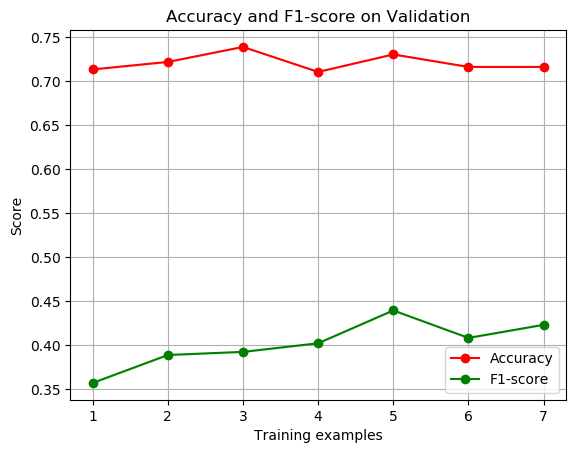 Accuracy and F1-score on Validation
0.75
0.70
0.65
0.60
0.55
0.50
0.45
0.40
0.35
Score
Accuracy
F1-score
1 2 3 4 5 6 7
Training examples